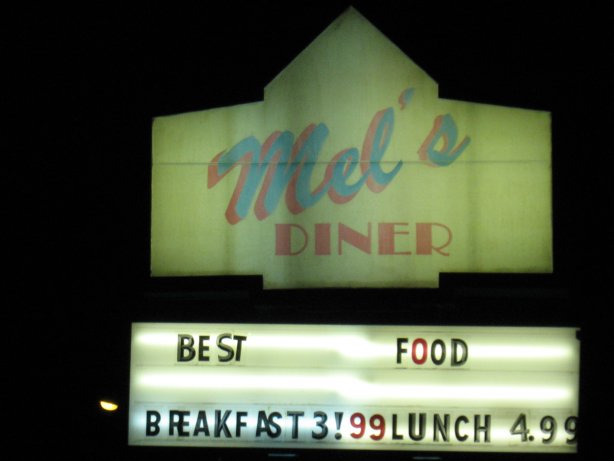 Mel's
DINER
BEST FOOD
BREAKFAST 3!99 LUNCH 4.99